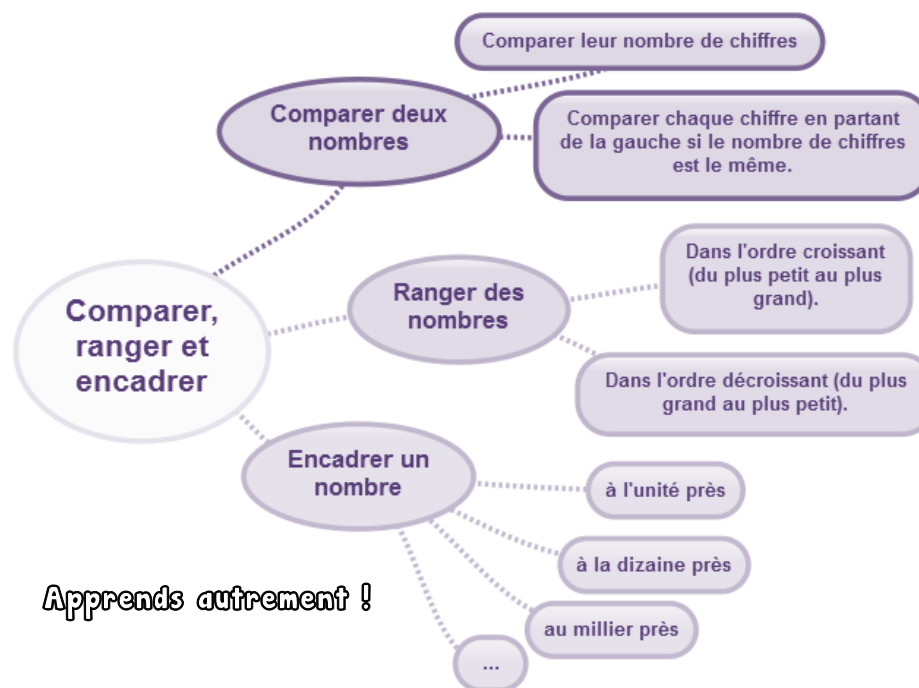 Comparer leur nombre de chiffres
Comparer deux
nombres
Comparer chaque chiffre en partant
de la gauche si le nombre de chiffres
est le même.
Comparer,
ranger et
encadrer
Ranger des
nombres
Dans l'ordre croissant
(du plus petit au plus
grand).
Dans l'ordre décroissant (du plus
grand au plus petit).
Encadrer un
nombre
à l'unité près
à la dizaine près
au millier près
...
Apprends autrement !